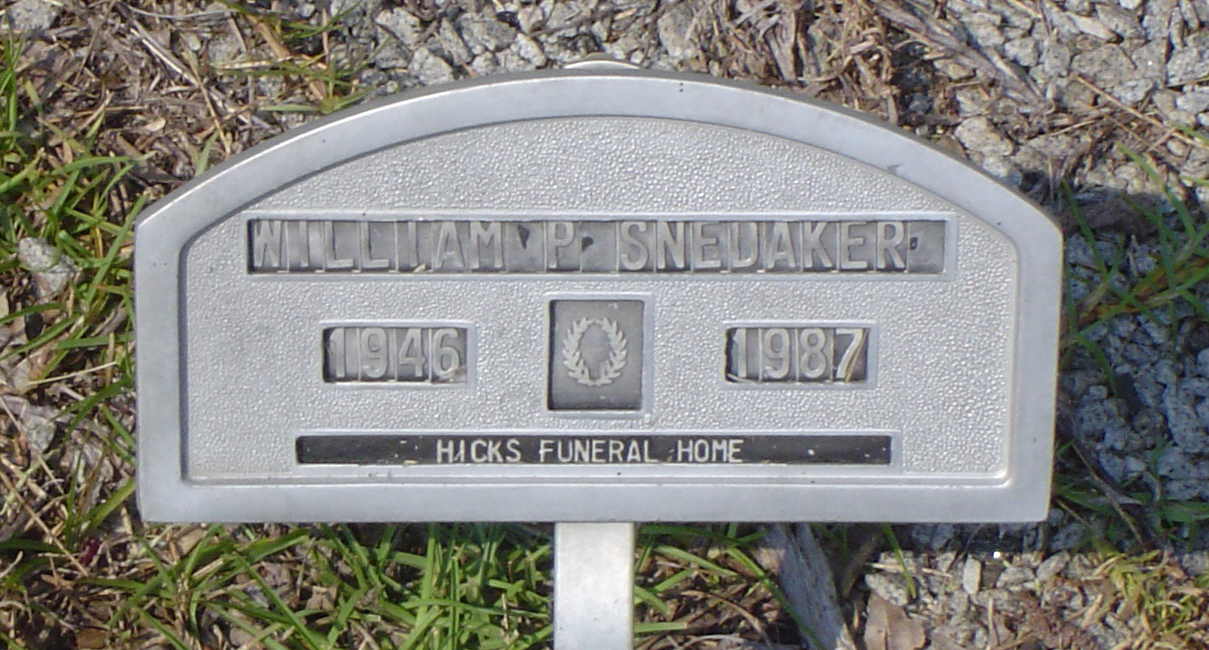 WILLIAM P. SNEDAKER
1946 1987
HICKS FUNERAL HOME